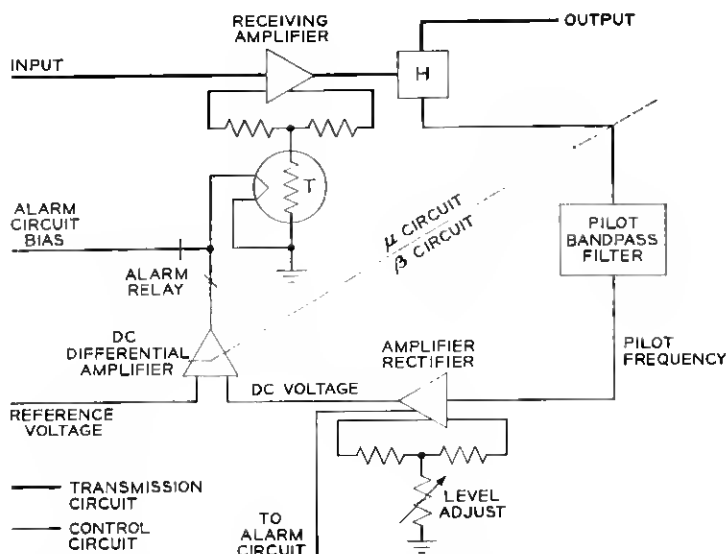 RECEIVING
AMPLIFIER
OUTPUT
INPUT
H
T
ALARM
CIRCUIT
BIAS
μ CIRCUIT
β CIRCUIT
PILOT
BANDPASS
FILTER
ALARM
RELAY
DC
DIFFERENTIAL
AMPLIFIER
AMPLIFIER
RECTIFIER
PILOT
FREQUENCY
DC VOLTAGE
REFERENCE
VOLTAGE
TRANSMISSION
CIRCUIT
LEVEL
ADJUST
CONTROL
CIRCUIT
TO
ALARM
CIRCUIT